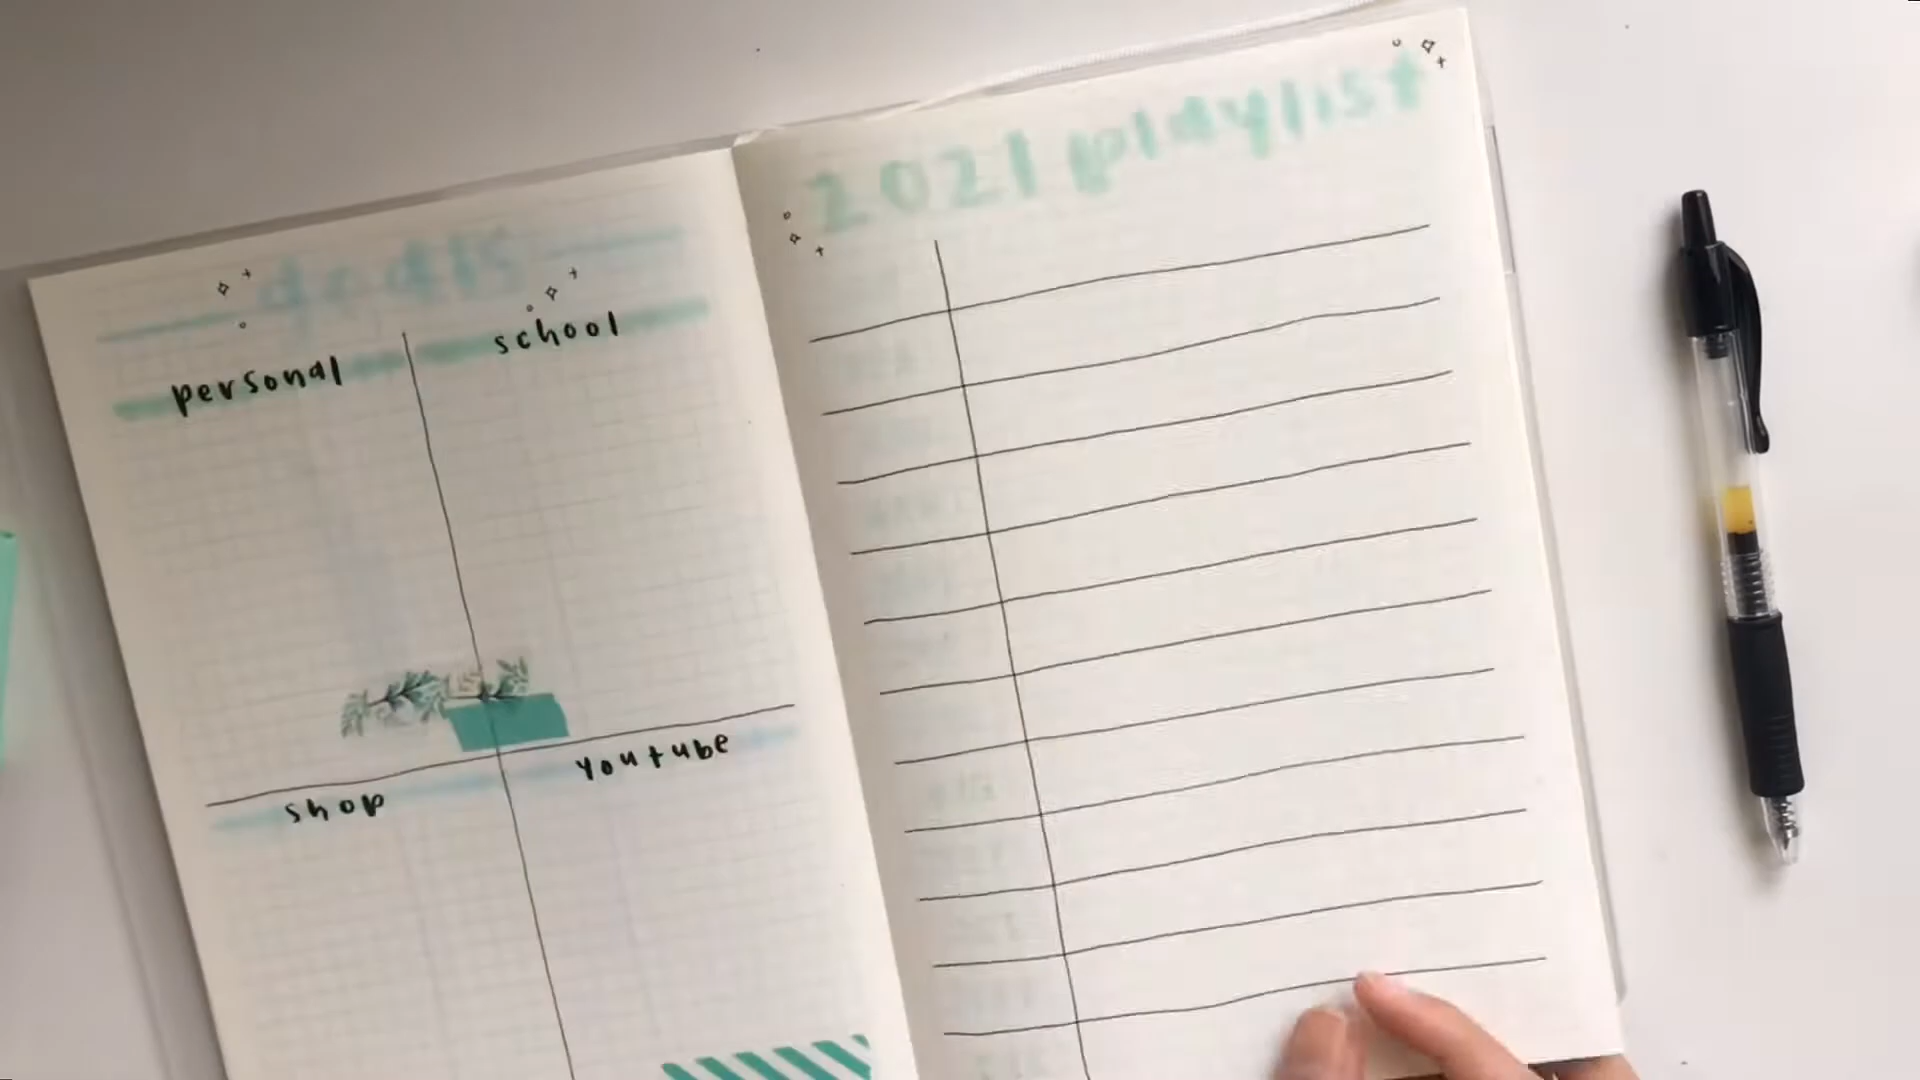 goals
personal
school
shop
youtube
2021 playlist